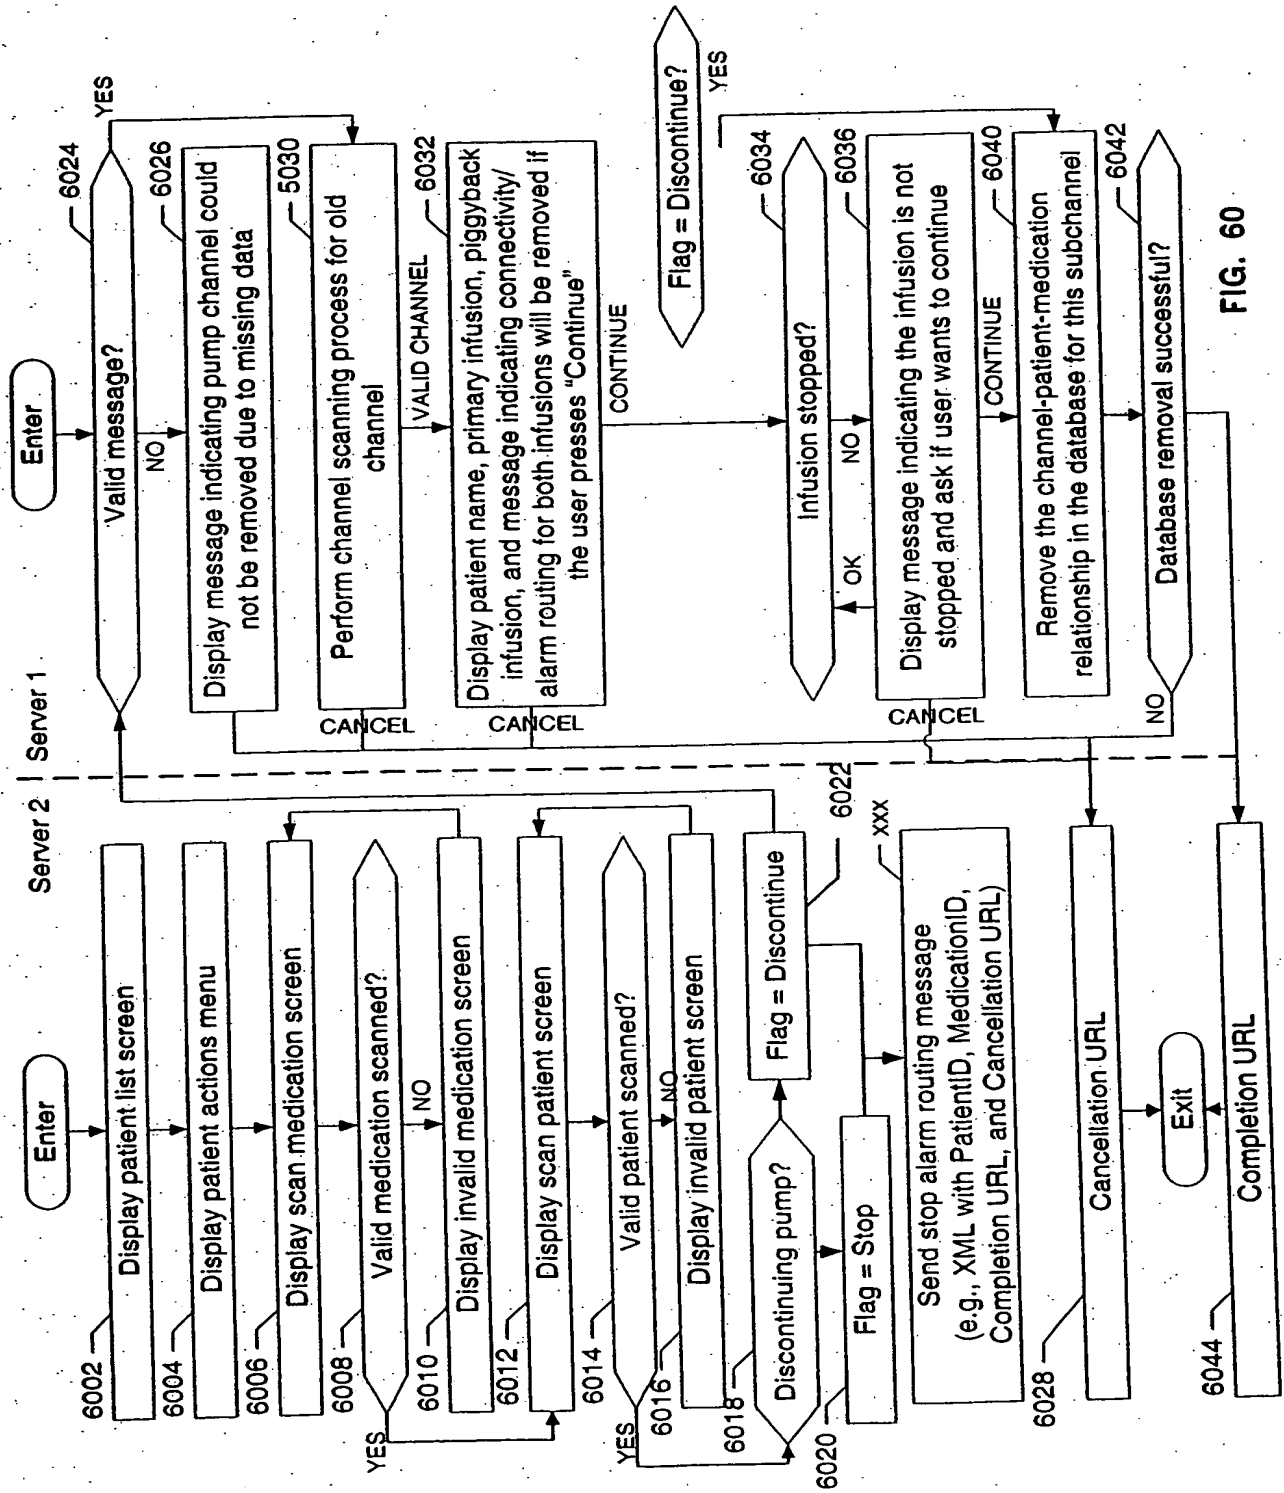 Server 2
Server 1
Enter
6002
Display patient list screen
6004
Display patient actions menu
6006
Display scan medication screen
6008
Valid medication scanned?
YES
NO
6010
Display invalid medication screen
6012
Display scan patient screen
6014
Valid patient scanned?
YES
NO
6016
Display invalid patient screen
6018
Discontinuing pump?
Flag = Discontinue
6022
6020
Flag = Stop
xxx
Send stop alarm routing message
(e.g., XML with PatientID, MedicationID,
Completion URL, and Cancellation URL)
6028
Cancellation URL
Exit
6044
Completion URL
Enter
6024
Valid message?
YES
NO
6026
Display message indicating pump channel could
not be removed due to missing data
5030
Perform channel scanning process for old
channel
CANCEL
VALID CHANNEL
6032
Display patient name, primary infusion, piggyback
infusion, and message indicating connectivity/
alarm routing for both infusions will be removed if
the user presses "Continue"
CANCEL
CONTINUE
Flag = Discontinue?
YES
6034
Infusion stopped?
OK
NO
6036
Display message indicating the infusion is not
stopped and ask if user wants to continue
CANCEL
CONTINUE
6040
Remove the channel-patient-medication
relationship in the database for this subchannel
6042
Database removal successful?
NO
FIG. 60